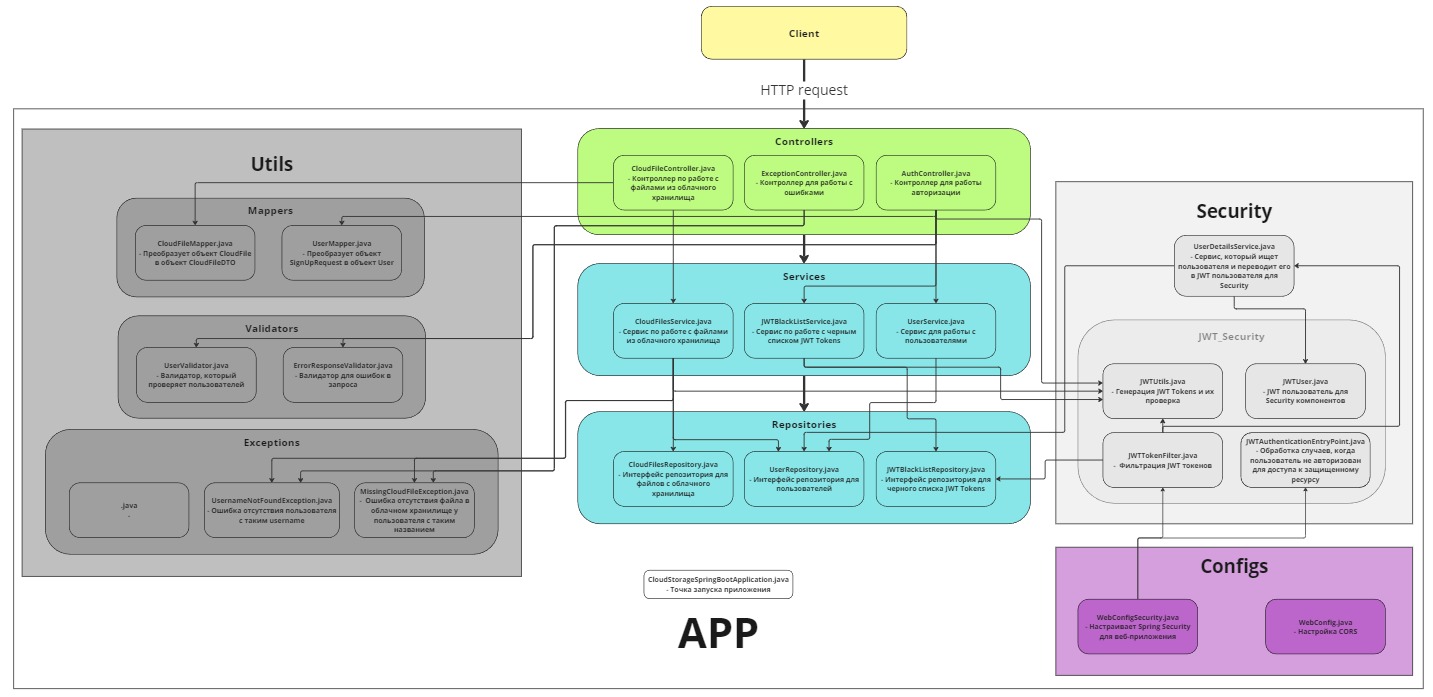 Client
HTTP request
Controllers
CloudFileController.java
- Контроллер по работе с
файлами из облачного
хранилища
ExceptionController.java
- Контроллер для работы с
ошибками
AuthController.java
- Контроллер для работы
авторизации
Utils
Mappers
CloudFileMapper.java
- Преобразует объект CloudFile
в объект CloudFileDTO
UserMapper.java
- Преобразует объект
SignUpRequest в объект User
Validators
UserValidator.java
- Валидатор, который
проверяет пользователей
ErrorResponseValidator.java
- Валидатор для ошибок в
запроса
Exceptions
.java
-
UsernameNotFoundException.java
- Ошибка отсутствия пользователя
с таким username
MissingCloudFileException.java
- Ошибка отсутствия файла в
облачном хранилище у
пользователя с таким
названием
Services
CloudFilesService.java
- Сервис по работе с файлами
из облачного хранилища
JWTBlackListService.java
- Сервис по работе с черным
списком JWT Tokens
UserService.java
- Сервис для работы с
пользователями
Repositories
CloudFilesRepository.java
- Интерфейс репозитория для
файлов с облачного
хранилища
UserRepository.java
- Интерфейс репозитория для
пользователей
JWTBlackListRepository.java
- Интерфейс репозитория для
черного списка JWT Tokens
Security
UserDetailsService.java
- Сервис, который ищет
пользователя и переводит его
в JWT пользователя для
Security
JWT_Security
JWTUtils.java
- Генерация JWT Tokens и их
проверка
JWTUser.java
- JWT пользователь для
Security компонентов
JWTTokenFilter.java
- Фильтрация JWT токенов
JWTAuthenticationEntryPoint.java
- Обработка случаев, когда
пользователь не авторизован
для доступа к защищенному
ресурсу
Configs
WebConfigSecurity.java
- Настраивает Spring Security
для веб-приложения
WebConfig.java
- Настройка CORS
CloudStorageSpringBootApplication.java
- Точка запуска приложения
APP